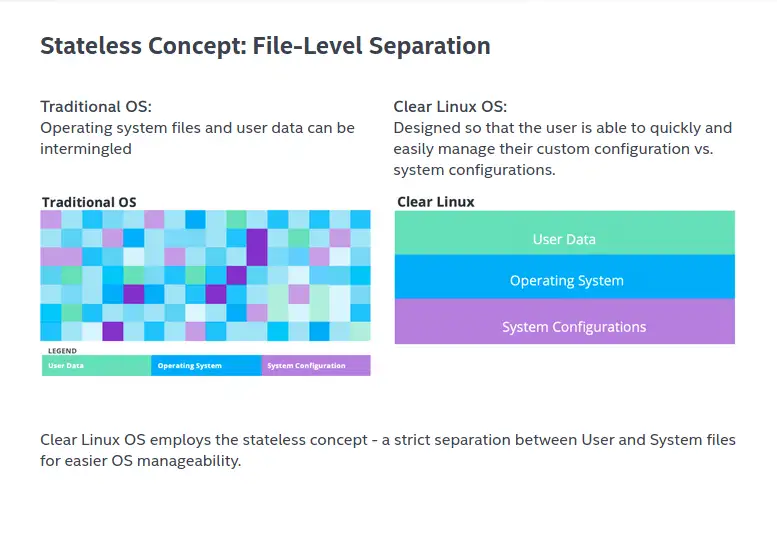 Stateless Concept: File-Level Separation
Traditional OS:
Operating system files and user data can be
intermingled
Clear Linux OS:
Designed so that the user is able to quickly and
easily manage their custom configuration vs.
system configurations.
Traditional OS
LEGEND
User Data
Operating System
System Configuration
Clear Linux
User Data
Operating System
System Configurations
Clear Linux OS employs the stateless concept - a strict separation between User and System files
for easier OS manageability.